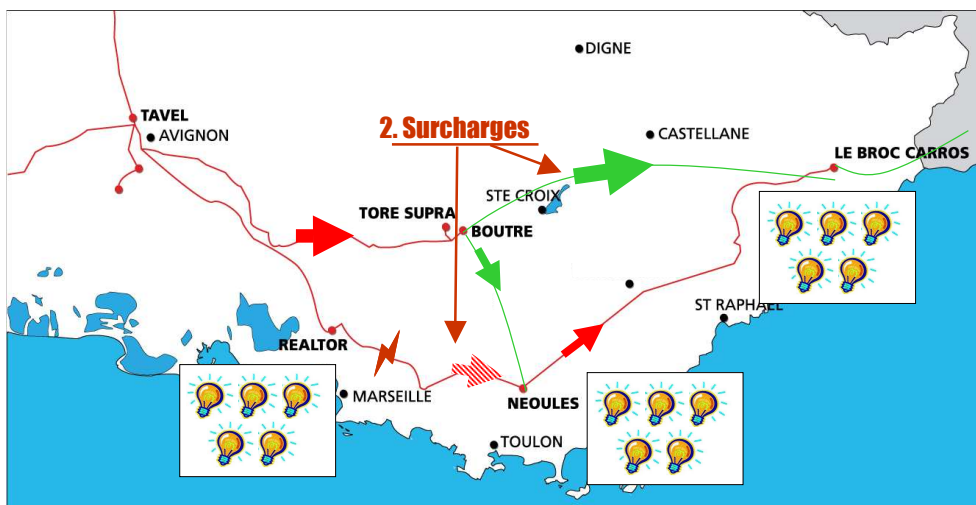 DIGNE
TAVEL
AVIGNON
2. Surcharges
CASTELLANE
LE BROC CARROS
STE CROIX
TORE SUPRA
BOUTRE
ST RAPHAEL
REALTOR
MARSEILLE
NEOULES
TOULON